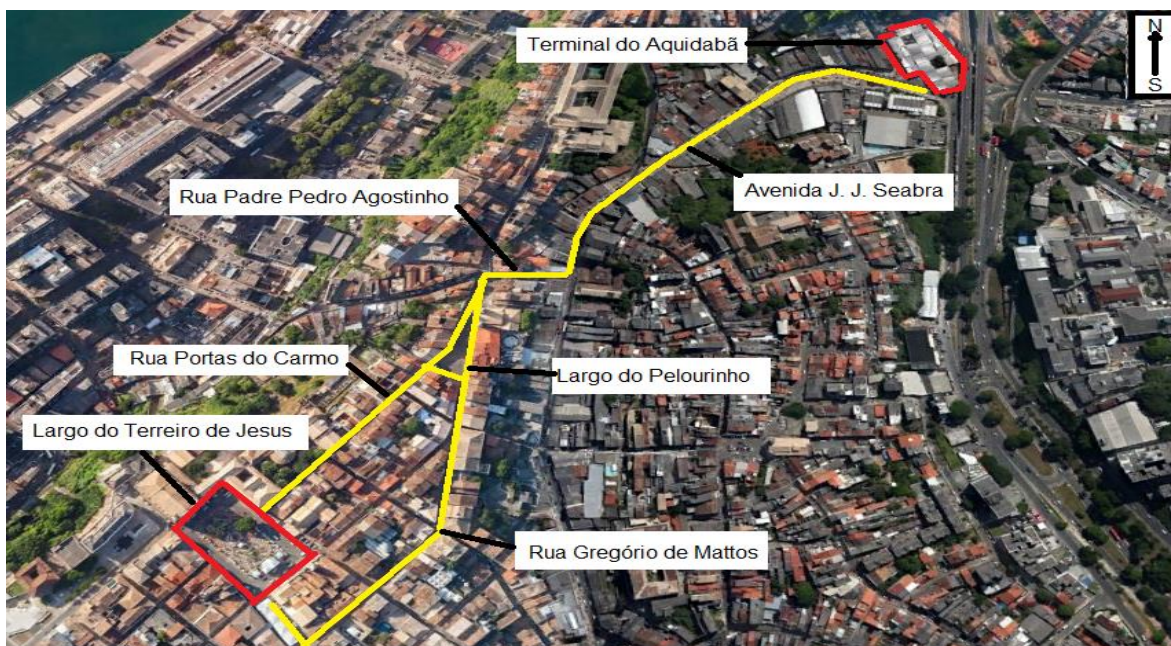 Terminal do Aquidabã
N
S
Rua Padre Pedro Agostinho
Avenida J. J. Seabra
Rua Portas do Carmo
Largo do Pelourinho
Largo do Terreiro de Jesus
Rua Gregório de Mattos